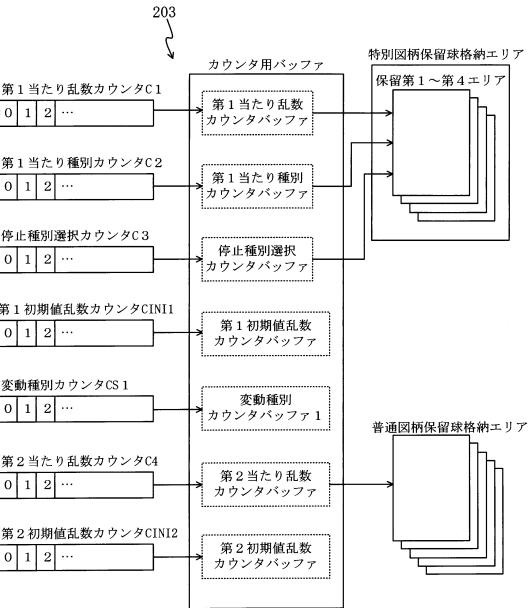 203
カウンタ用バッファ
特別図柄保留球格納エリア
保留第1～第4エリア
第1当たり乱数カウンタC1
0 1 2 …
第1当たり乱数
カウンタバッファ
第1当たり種別カウンタC2
0 1 2 …
第1当たり種別
カウンタバッファ
停止種別選択カウンタC3
0 1 2 …
停止種別選択
カウンタバッファ
第1初期値乱数カウンタCINI1
0 1 2 …
第1初期値乱数
カウンタバッファ
変動種別カウンタCS1
0 1 2 …
変動種別
カウンタバッファ1
普通図柄保留球格納エリア
第2当たり乱数カウンタC4
0 1 2 …
第2当たり乱数
カウンタバッファ
第2初期値乱数カウンタCINI2
0 1 2 …
第2初期値乱数
カウンタバッファ